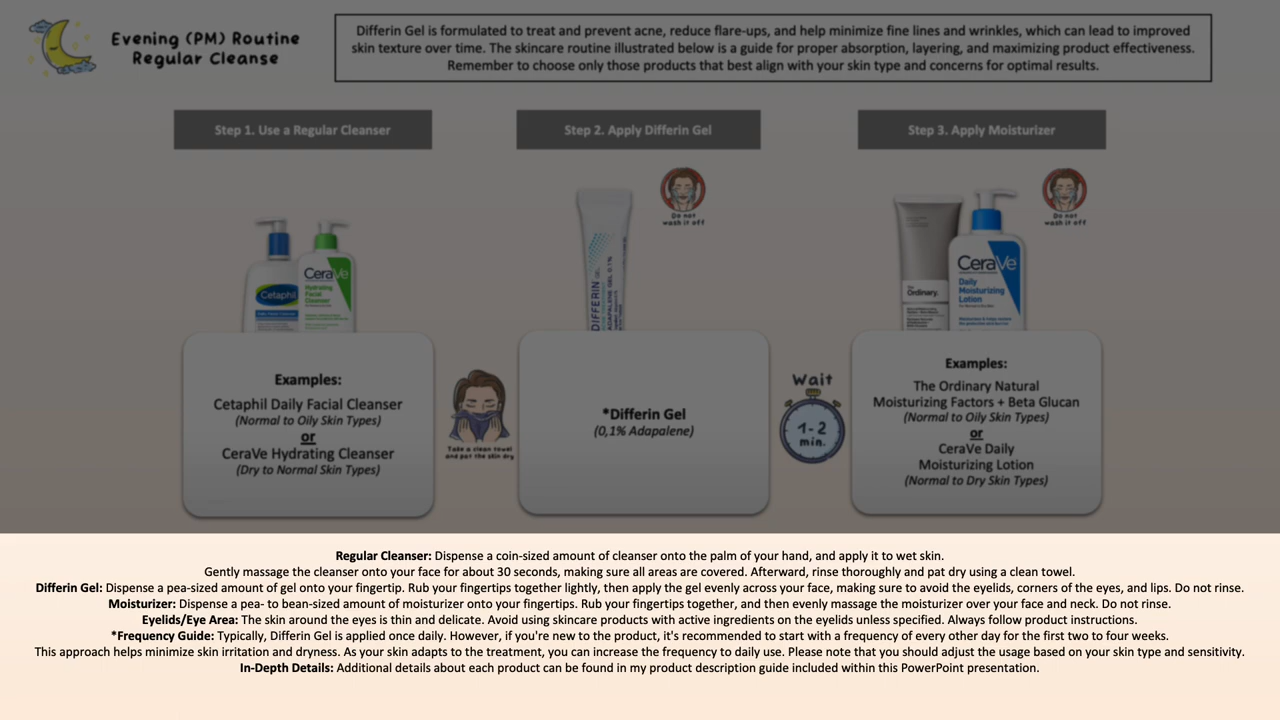 Evening (PM) Routine
Regular Cleanse
Differin Gel is formulated to treat and prevent acne, reduce flare-ups, and help minimize fine lines and wrinkles, which can lead to improved
skin texture over time. The skincare routine illustrated below is a guide for proper absorption, layering, and maximizing product effectiveness.
Remember to choose only those products that best align with your skin type and concerns for optimal results.
Step 1. Use a Regular Cleanser
Step 2. Apply Differin Gel
Step 3. Apply Moisturizer
Do not
wash it off
Do not
wash it off
Cetaphil
CeraVe
Hydrating
Facial
Cleanser
DIFFERIN GEL
ADAPALENE GEL 0.1%
The
Ordinary.
CeraVe
Daily
Moisturizing
Lotion
Examples:
Cetaphil Daily Facial Cleanser
(Normal to Oily Skin Types)
or
CeraVe Hydrating Cleanser
(Dry to Normal Skin Types)
Take a clean towel
and pat the skin dry
*Differin Gel
(0,1% Adapalene)
Wait
1-2
min.
Examples:
The Ordinary Natural
Moisturizing Factors + Beta Glucan
(Normal to Oily Skin Types)
or
CeraVe Daily
Moisturizing Lotion
(Normal to Dry Skin Types)
Regular Cleanser: Dispense a coin-sized amount of cleanser onto the palm of your hand, and apply it to wet skin.
Gently massage the cleanser onto your face for about 30 seconds, making sure all areas are covered. Afterward, rinse thoroughly and pat dry using a clean towel.
Differin Gel: Dispense a pea-sized amount of gel onto your fingertip. Rub your fingertips together lightly, then apply the gel evenly across your face, making sure to avoid the eyelids, corners of the eyes, and lips. Do not rinse.
Moisturizer: Dispense a pea- to bean-sized amount of moisturizer onto your fingertips. Rub your fingertips together, and then evenly massage the moisturizer over your face and neck. Do not rinse.
Eyelids/Eye Area: The skin around the eyes is thin and delicate. Avoid using skincare products with active ingredients on the eyelids unless specified. Always follow product instructions.
*Frequency Guide: Typically, Differin Gel is applied once daily. However, if you're new to the product, it's recommended to start with a frequency of every other day for the first two to four weeks.
This approach helps minimize skin irritation and dryness. As your skin adapts to the treatment, you can increase the frequency to daily use. Please note that you should adjust the usage based on your skin type and sensitivity.
In-Depth Details: Additional details about each product can be found in my product description guide included within this PowerPoint presentation.